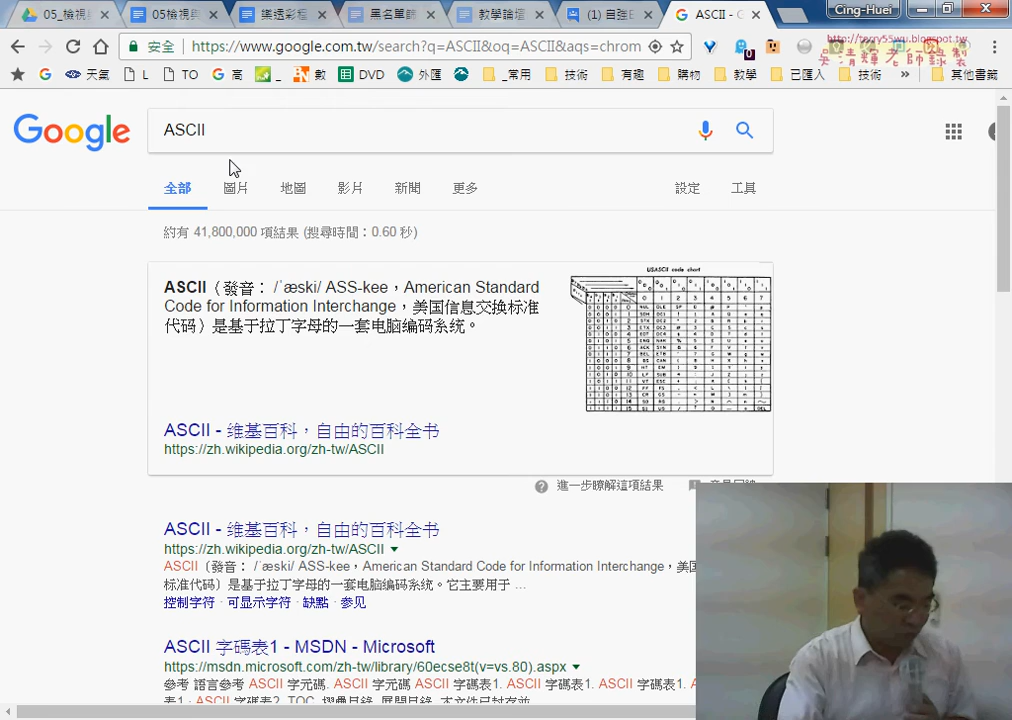 05_檢視
05檢視與
樂透彩程
黑名單篩
教學論壇
(1) 自強E
ASCII - G
Cing-Huei
安全
https://www.google.com.tw/search?q=ASCII&oq=ASCII&aqs=chrom
http://terry55wu.blogspot.tw
吳清輝老師錄製
天氣
L
TO
高
數
DVD
外匯
_常用
技術
有趣
購物
教學
已匯入
技術
»
其他書籤
Google
ASCII
全部
圖片
地圖
影片
新聞
更多
設定
工具
約有 41,800,000 項結果 (搜尋時間：0.60 秒)
ASCII（發音： /ˈæski/ ASS-kee，American Standard
Code for Information Interchange，美国信息交换标准
代码）是基于拉丁字母的一套电脑编码系统。
USASCII code chart
ASCII - 维基百科，自由的百科全书
https://zh.wikipedia.org/zh-tw/ASCII
進一步瞭解這項結果
ASCII - 维基百科，自由的百科全书
https://zh.wikipedia.org/zh-tw/ASCII
ASCII（發音： /ˈæski/ ASS-kee，American Standard Code for Information Interchange，美国
标准代码）是基于拉丁字母的一套电脑编码系统。它主要用于 ...
控制字符 · 可显示字符 · 缺點 · 参见
ASCII 字碼表1 - MSDN - Microsoft
https://msdn.microsoft.com/zh-tw/library/60ecse8t(v=vs.80).aspx
參考 語言參考 ASCII 字元碼. ASCII 字元碼 ASCII 字碼表1. ASCII 字碼表1. ASCII 字碼表1.